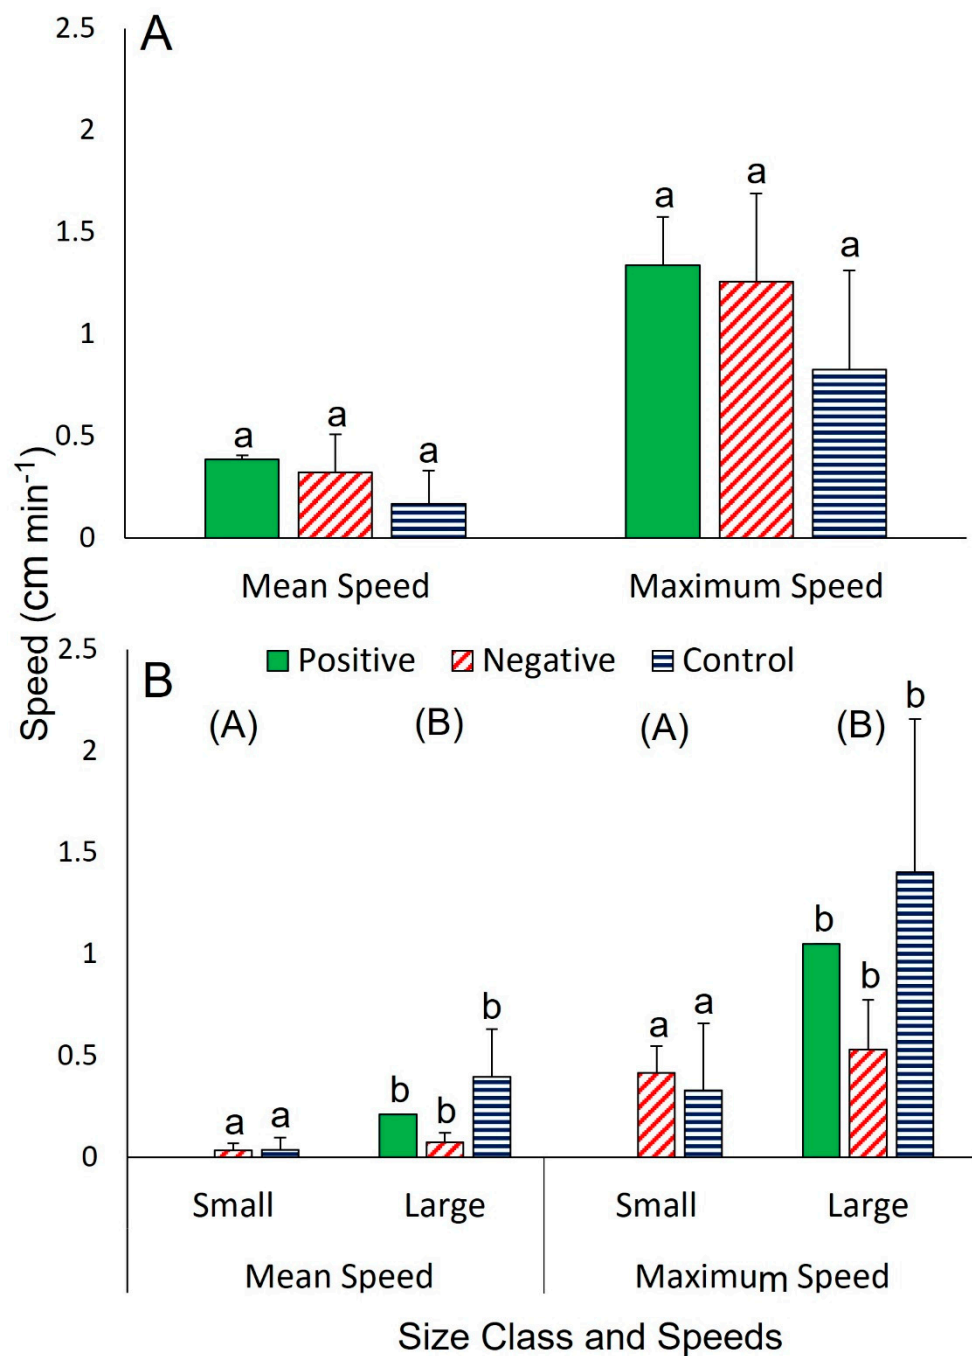 A
2.5
2
1.5
1
0.5
0
a
a
a
a
a
a
Mean Speed
Maximum Speed
Speed (cm min-1)
Positive
Negative
Control
B
2.5
2
1.5
1
0.5
0
(A)
(B)
(A)
(B)
a
a
b
b
b
a
a
b
b
b
Small
Large
Small
Large
Mean Speed
Maximum Speed
Size Class and Speeds